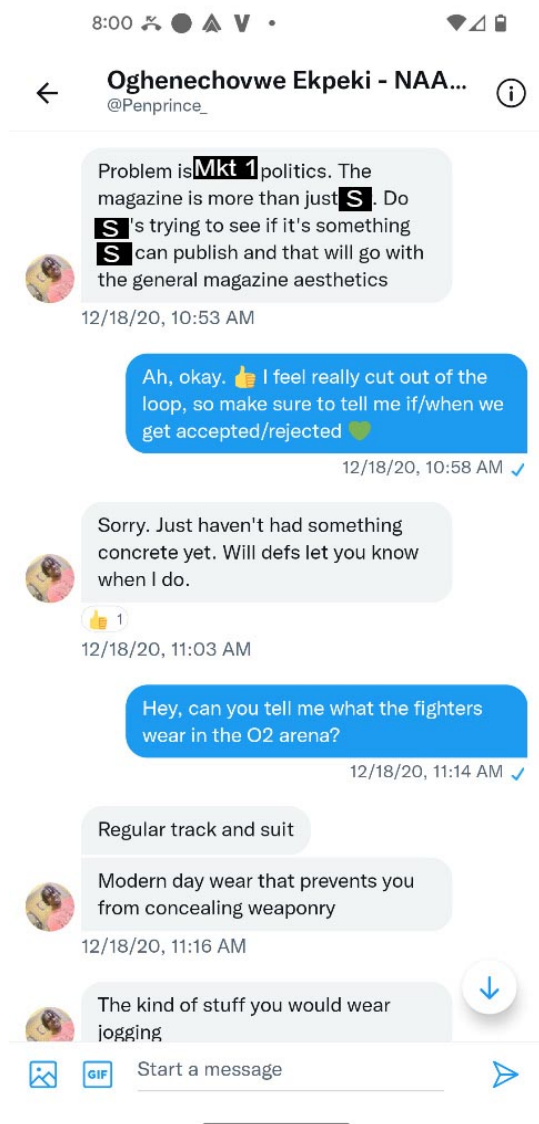 8:00
Oghenechovwe Ekpeki - NAA...
@Penprince_
Problem is Mkt 1 politics. The
magazine is more than just S . Do
S 's trying to see if it's something
S can publish and that will go with
the general magazine aesthetics
12/18/20, 10:53 AM
Ah, okay. 👍 I feel really cut out of the
loop, so make sure to tell me if/when we
get accepted/rejected 💚
12/18/20, 10:58 AM ✓
Sorry. Just haven't had something
concrete yet. Will defs let you know
when I do.
👍 1
12/18/20, 11:03 AM
Hey, can you tell me what the fighters
wear in the O2 arena?
12/18/20, 11:14 AM ✓
Regular track and suit
Modern day wear that prevents you
from concealing weaponry
12/18/20, 11:16 AM
The kind of stuff you would wear
jogging
GIF
Start a message